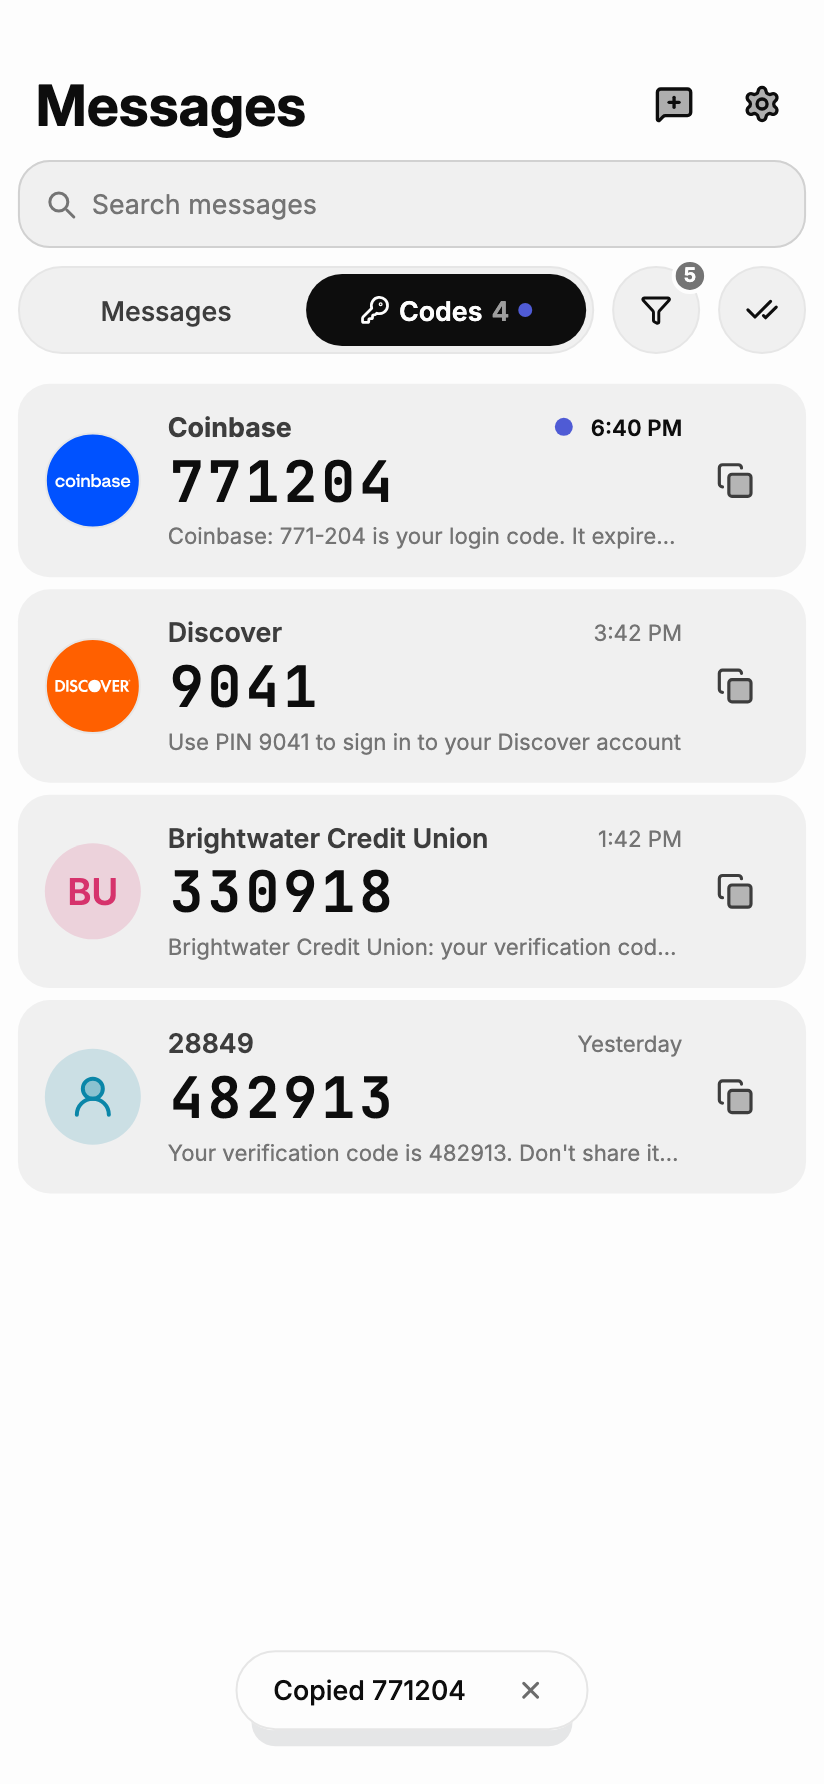 Messages
Search messages
Messages
Codes 4
5
Coinbase
6:40 PM
coinbase
771204
Coinbase: 771-204 is your login code. It expire...
Discover
3:42 PM
DISCOVER
9041
Use PIN 9041 to sign in to your Discover account
Brightwater Credit Union
1:42 PM
BU
330918
Brightwater Credit Union: your verification cod...
28849
Yesterday
482913
Your verification code is 482913. Don't share it...
Copied 771204